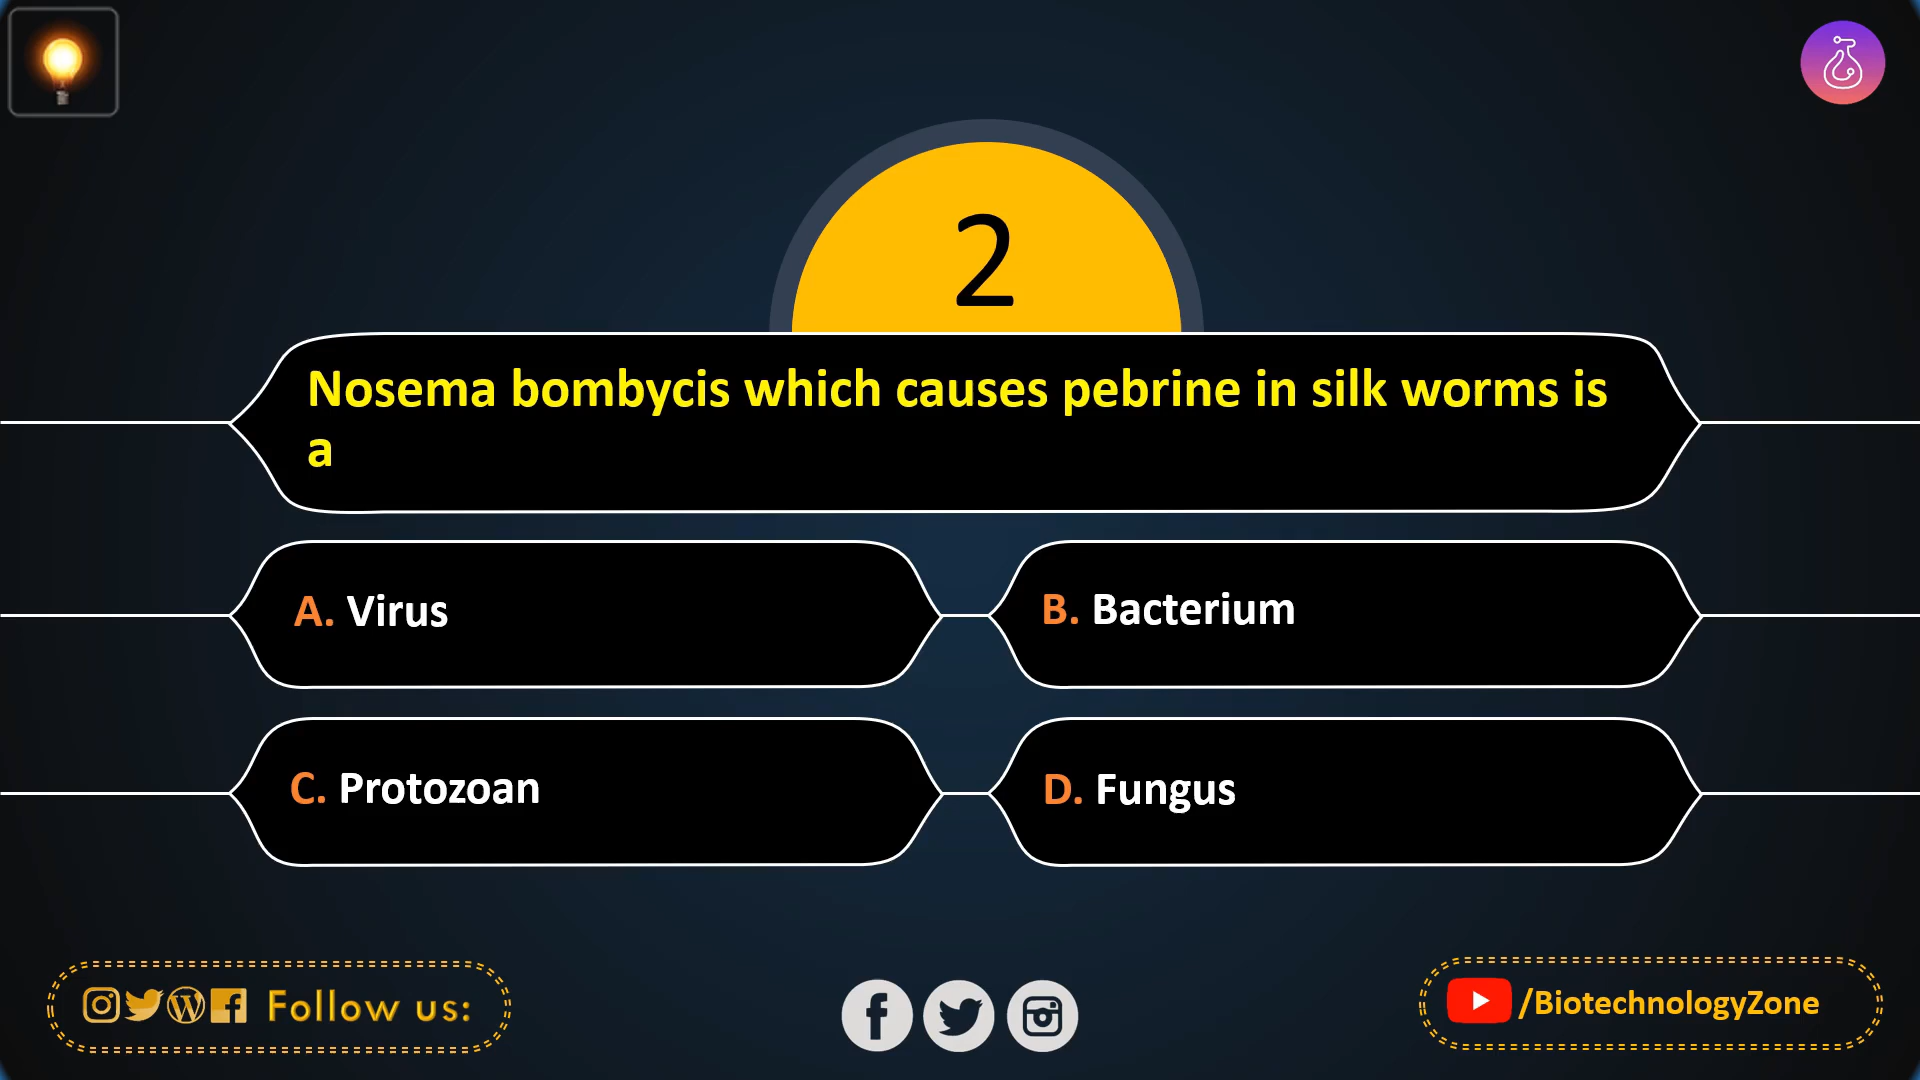 2
Nosema bombycis which causes pebrine in silk worms is
a
A. Virus
B. Bacterium
C. Protozoan
D. Fungus
Follow us:
/BiotechnologyZone